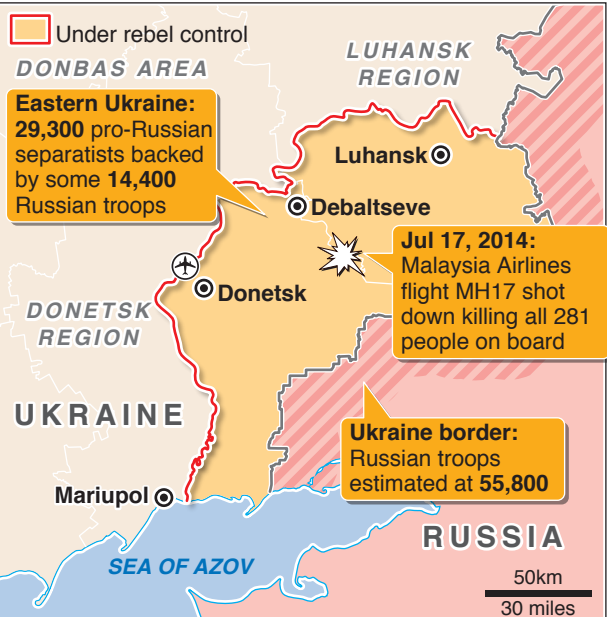 Under rebel control
DONBAS AREA
LUHANSK
REGION
Eastern Ukraine:
29,300 pro-Russian
separatists backed
by some 14,400
Russian troops
Luhansk
Debaltseve
Jul 17, 2014:
Malaysia Airlines
flight MH17 shot
down killing all 281
people on board
Donetsk
DONETSK
REGION
UKRAINE
Ukraine border:
Russian troops
estimated at 55,800
Mariupol
RUSSIA
SEA OF AZOV
50km
30 miles